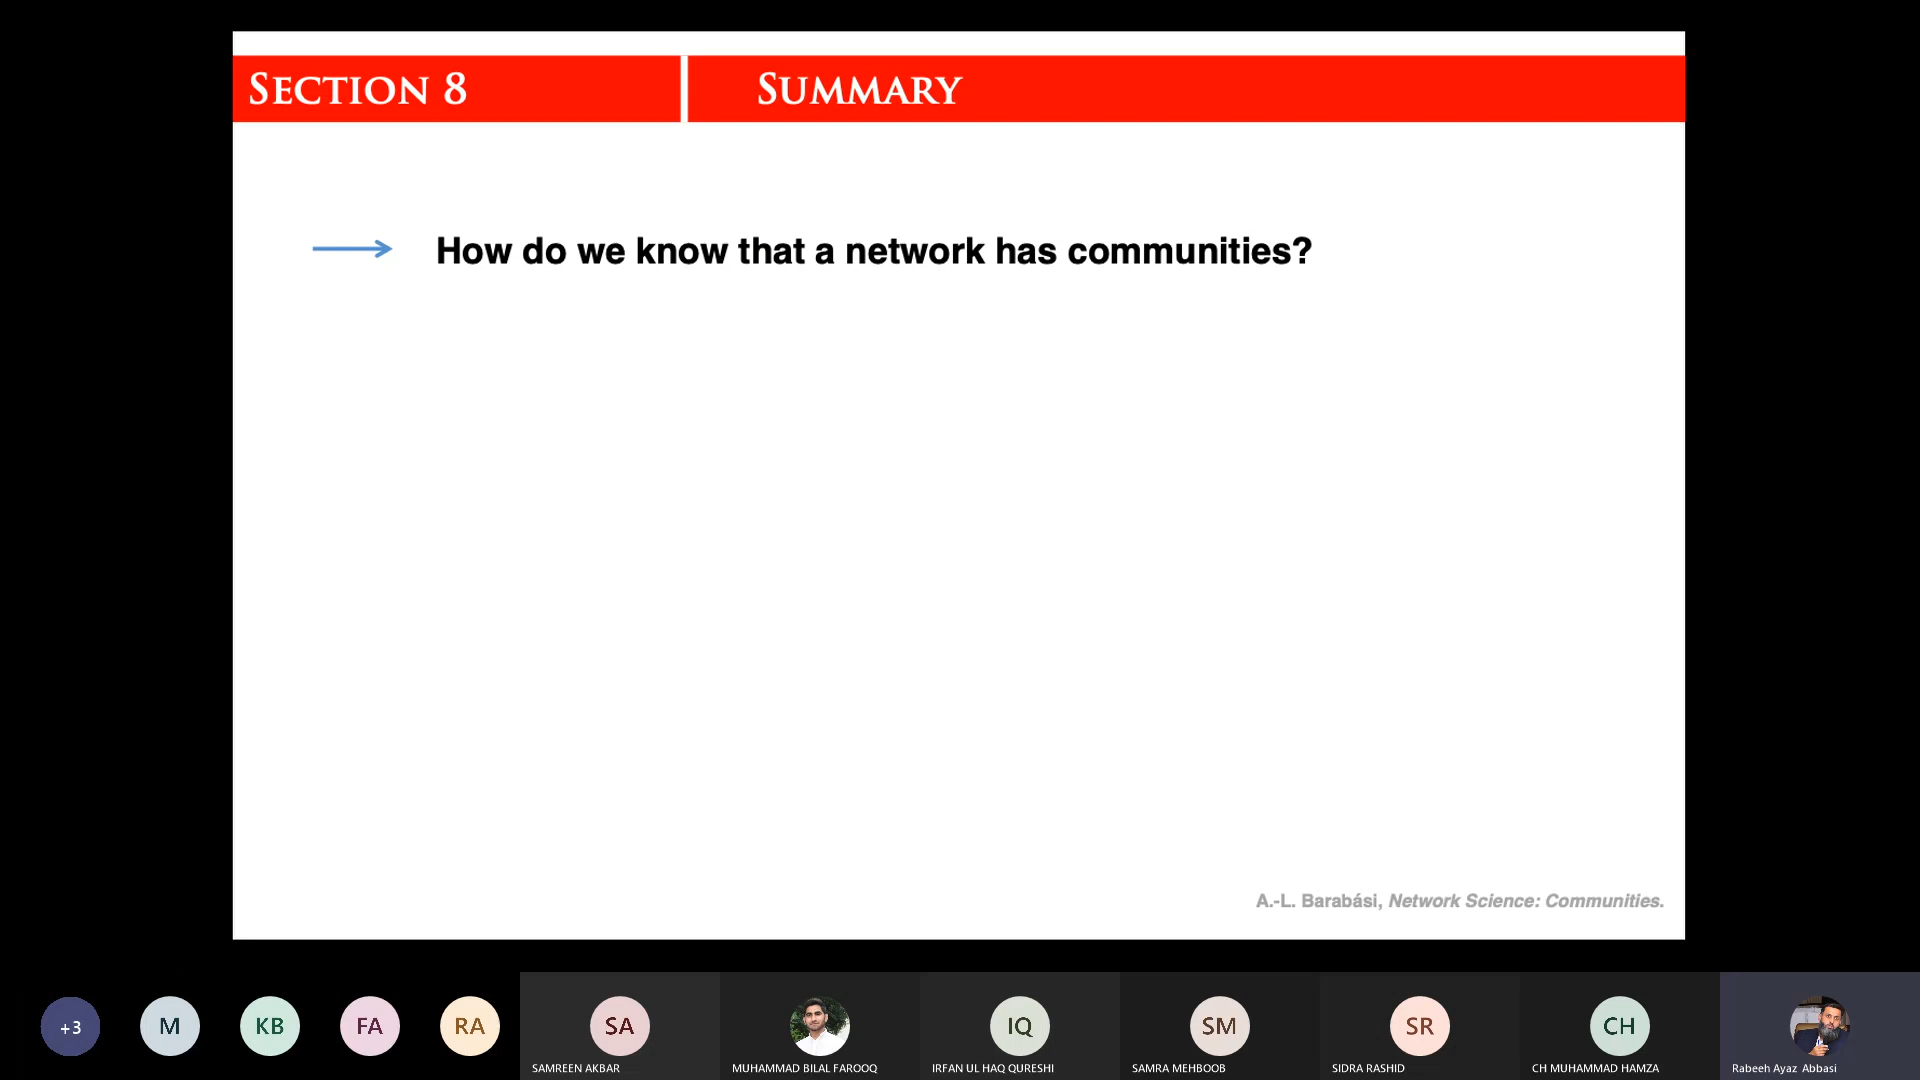 SECTION 8
SUMMARY
How do we know that a network has communities?
A.-L. Barabási, Network Science: Communities.
+3
M
KB
FA
RA
SA
SAMREEN AKBAR
MUHAMMAD BILAL FAROOQ
IQ
IRFAN UL HAQ QURESHI
SM
SAMRA MEHBOOB
SR
SIDRA RASHID
CH
CH MUHAMMAD HAMZA
Rabeeh Ayaz Abbasi